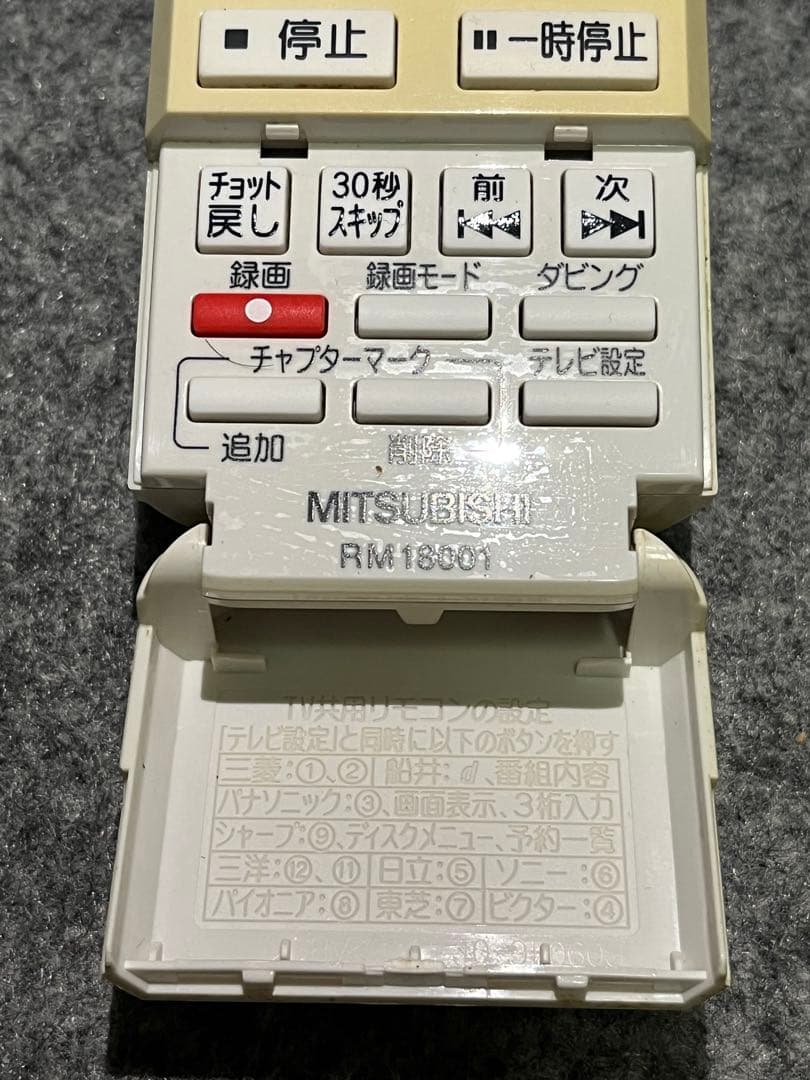 ■ 停止
⏸ 一時停止
チョット
戻し
30秒
スキップ
前
⏮
次
⏭
録画
録画モード
ダビング
チャプターマーク
テレビ設定
追加
削除
MITSUBISHI
RM18001
TV共用リモコンの設定
「テレビ設定」と同時に以下のボタンを押す
三菱:①、② 船井:d、番組内容
パナソニック:③、画面表示、3桁入力
シャープ:⑨、ディスクメニュー、予約一覧
三洋:⑫、⑪ 日立:⑤ ソニー:⑥
パイオニア:⑧ 東芝:⑦ ビクター:④